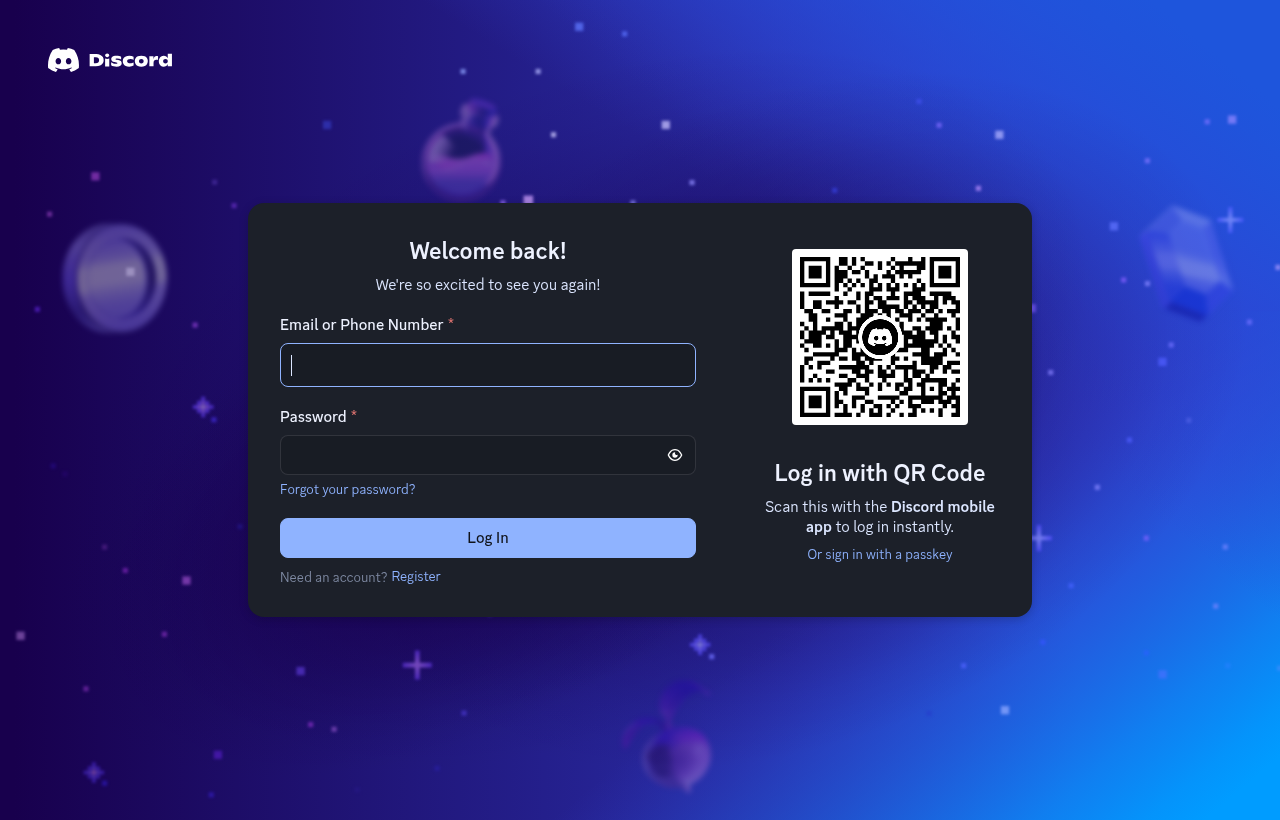 Discord
Welcome back!
We're so excited to see you again!
Email or Phone Number *
Password *
Forgot your password?
Log In
Need an account? Register
Log in with QR Code
Scan this with the Discord mobile
app to log in instantly.
Or sign in with a passkey